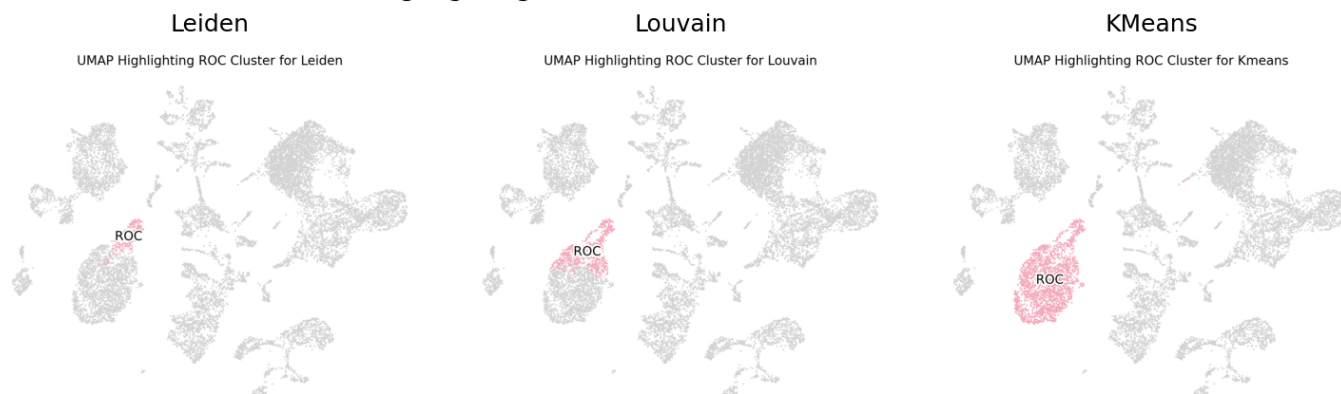 Leiden
Louvain
KMeans
UMAP Highlighting ROC Cluster for Leiden
UMAP Highlighting ROC Cluster for Louvain
UMAP Highlighting ROC Cluster for Kmeans
ROC
ROC
ROC